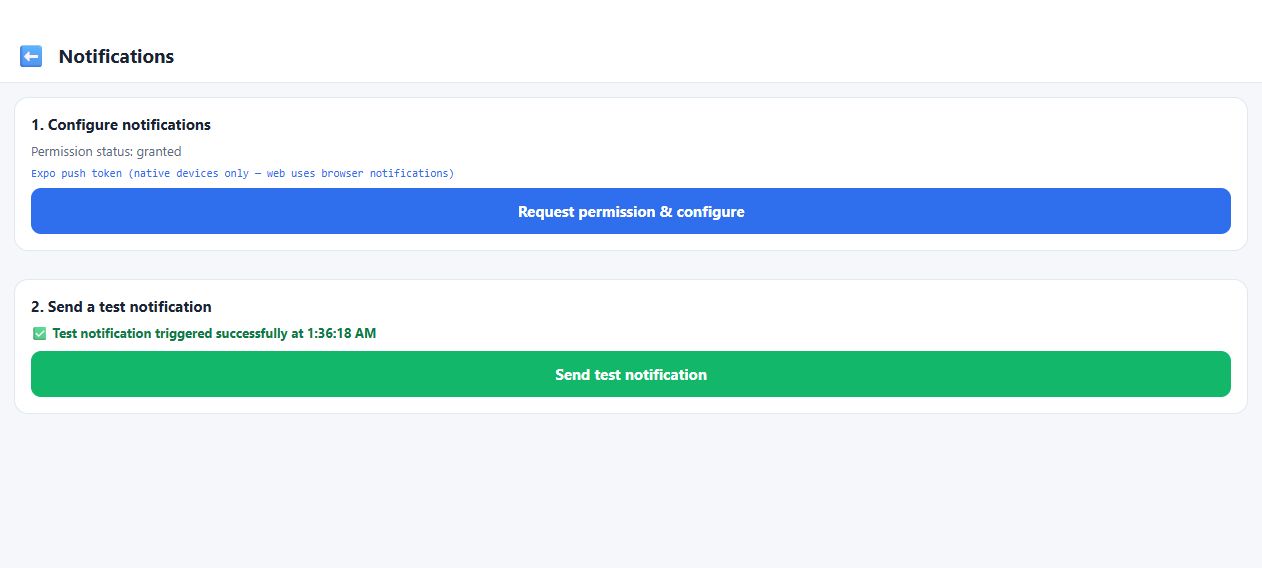 Notifications
1. Configure notifications
Permission status: granted
Expo push token (native devices only — web uses browser notifications)
Request permission & configure
2. Send a test notification
✅ Test notification triggered successfully at 1:36:18 AM
Send test notification